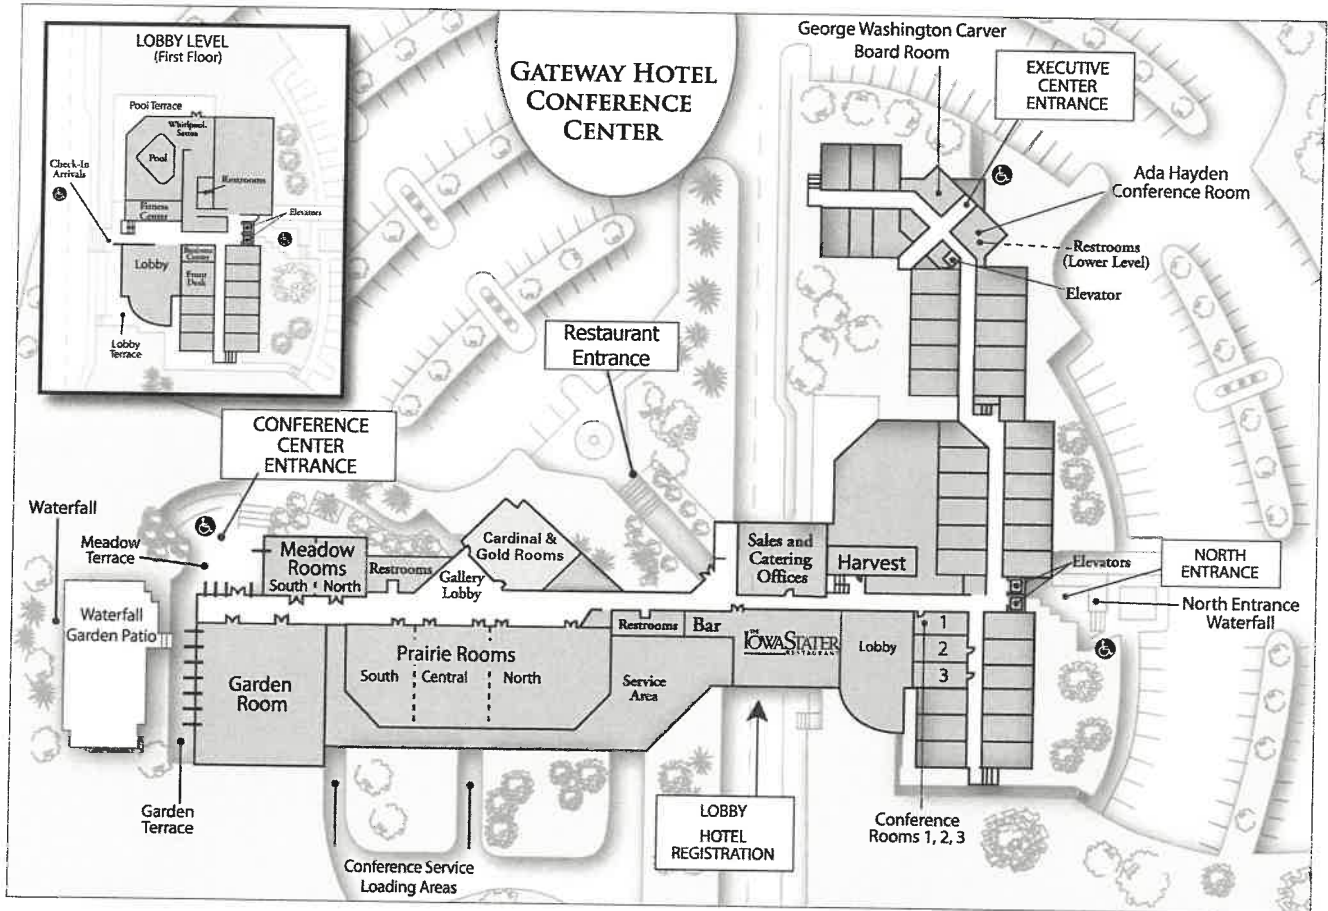 LOBBY LEVEL
(First Floor)
Pool Terrace
Whirlpool,
Sauna
Pool
Check-In
Arrivals
Restrooms
Fitness
Center
Elevators
Business
Center
Lobby
Front
Desk
Lobby
Terrace
GATEWAY HOTEL
CONFERENCE
CENTER
George Washington Carver
Board Room
EXECUTIVE
CENTER
ENTRANCE
Ada Hayden
Conference Room
Restrooms
(Lower Level)
Elevator
Restaurant
Entrance
CONFERENCE
CENTER
ENTRANCE
Waterfall
Meadow
Terrace
Meadow
Rooms
South
North
Restrooms
Cardinal &
Gold Rooms
Gallery
Lobby
Sales and
Catering
Offices
Harvest
Elevators
NORTH
ENTRANCE
North Entrance
Waterfall
Waterfall
Garden Patio
Garden
Room
Prairie Rooms
South
Central
North
Restrooms
Bar
Service
Area
THE
IOWA STATER
RESTAURANT
Lobby
1
2
3
Garden
Terrace
Conference Service
Loading Areas
LOBBY
HOTEL
REGISTRATION
Conference
Rooms 1, 2, 3